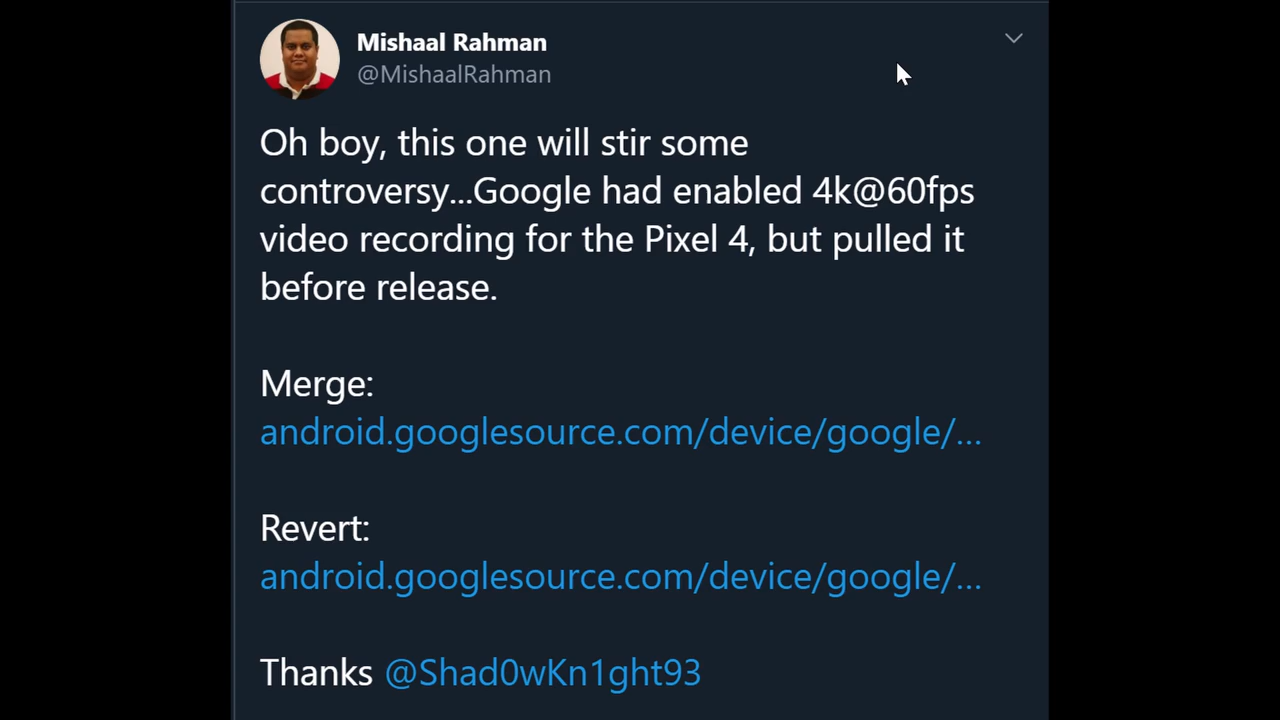 Mishaal Rahman
@MishaalRahman
Oh boy, this one will stir some
controversy...Google had enabled 4k@60fps
video recording for the Pixel 4, but pulled it
before release.
Merge:
android.googlesource.com/device/google/...
Revert:
android.googlesource.com/device/google/...
Thanks @Shad0wKn1ght93